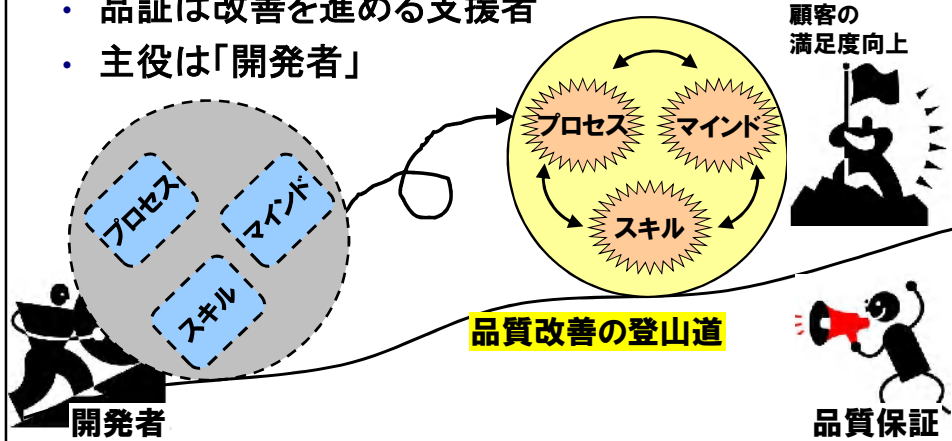 ・ 品証は改善を進める支援者
・ 主役は「開発者」
顧客の
満足度向上
プロセス
マインド
スキル
プロセス
マインド
スキル
品質改善の登山道
開発者
品質保証